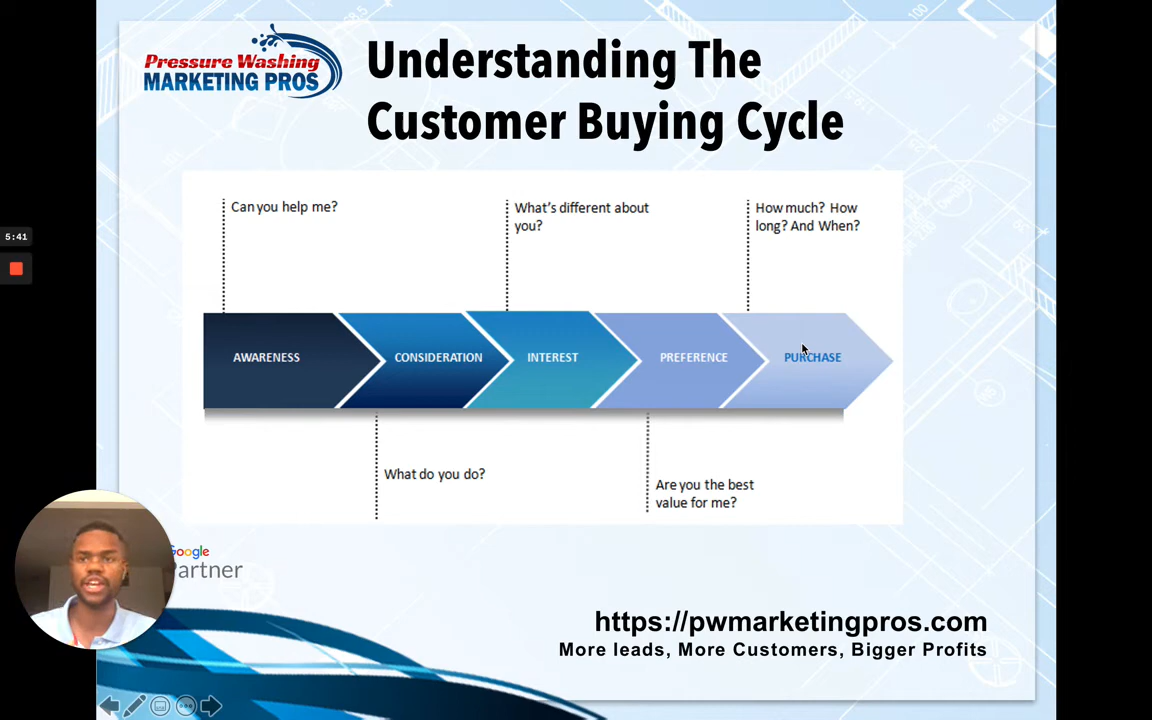 Pressure Washing
MARKETING PROS
Understanding The
Customer Buying Cycle
Can you help me?
What's different about
you?
How much? How
long? And When?
5:41
AWARENESS
CONSIDERATION
INTEREST
PREFERENCE
PURCHASE
What do you do?
Are you the best
value for me?
Google
Partner
https://pwmarketingpros.com
More leads, More Customers, Bigger Profits